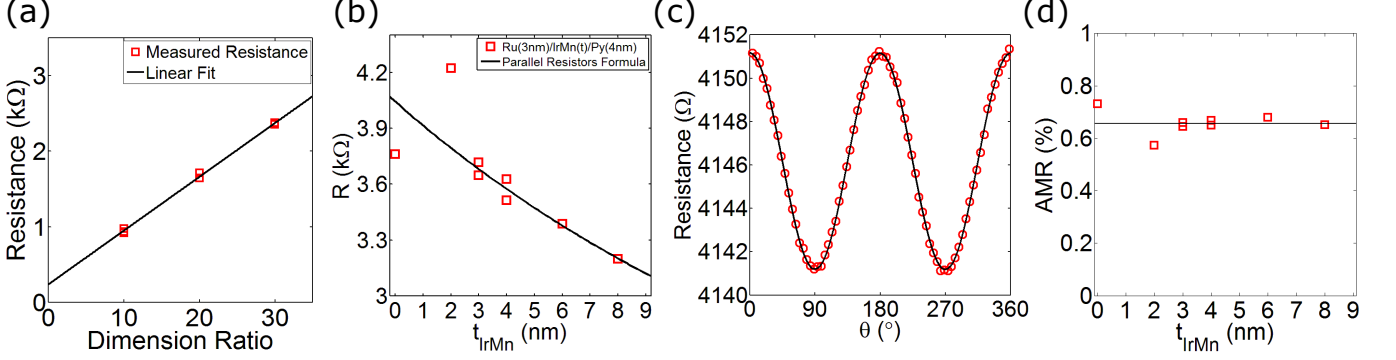 (a)
Resistance (kΩ)
3
2
1
0
Measured Resistance
Linear Fit
0 10 20 30
Dimension Ratio
(b)
R (kΩ)
4.2
3.9
3.6
3.3
3
Ru(3nm)/IrMn(t)/Py(4nm)
Parallel Resistors Formula
0 1 2 3 4 5 6 7 8 9
t_IrMn (nm)
(c)
Resistance (Ω)
4152
4150
4148
4146
4144
4142
4140
0 90 180 270 360
θ (°)
(d)
AMR (%)
1
0.8
0.6
0.4
0.2
0
0 1 2 3 4 5 6 7 8 9
t_IrMn (nm)